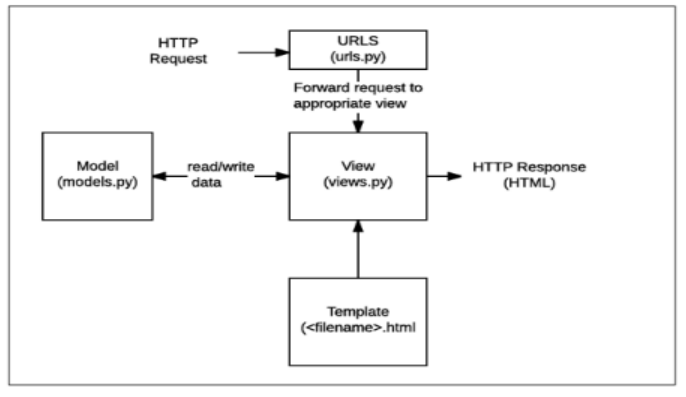 HTTP
Request
URLS
(urls.py)
Forward request to
appropriate view
Model
(models.py)
read/write
data
View
(views.py)
HTTP Response
(HTML)
Template
(<filename>.html